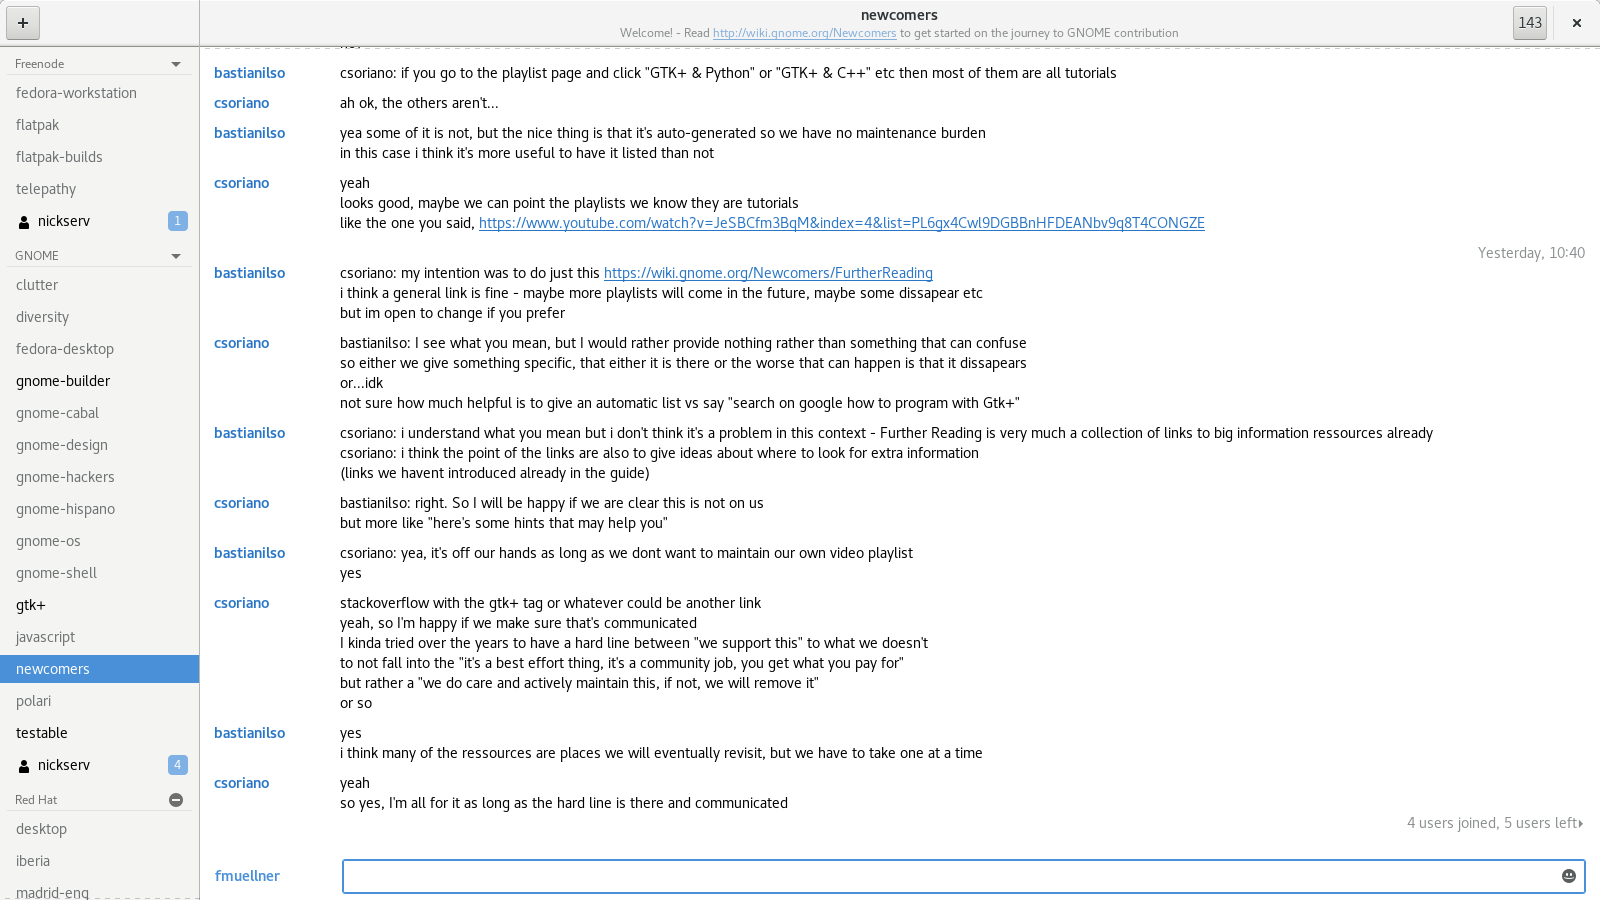 +
newcomers
Welcome! - Read http://wiki.gnome.org/Newcomers to get started on the journey to GNOME contribution
143
Freenode
fedora-workstation
flatpak
flatpak-builds
telepathy
nickserv 1
GNOME
clutter
diversity
fedora-desktop
gnome-builder
gnome-cabal
gnome-design
gnome-hackers
gnome-hispano
gnome-os
gnome-shell
gtk+
javascript
newcomers
polari
testable
nickserv 4
Red Hat
desktop
iberia
madrid-eng
bastianilso csoriano: if you go to the playlist page and click "GTK+ & Python" or "GTK+ & C++" etc then most of them are all tutorials
csoriano ah ok, the others aren't...
bastianilso yea some of it is not, but the nice thing is that it's auto-generated so we have no maintenance burden
in this case i think it's more useful to have it listed than not
csoriano yeah
looks good, maybe we can point the playlists we know they are tutorials
like the one you said, https://www.youtube.com/watch?v=JeSBCfm3BqM&index=4&list=PL6gx4Cwl9DGBBnHFDEANbv9q8T4CONGZE
Yesterday, 10:40
bastianilso csoriano: my intention was to do just this https://wiki.gnome.org/Newcomers/FurtherReading
i think a general link is fine - maybe more playlists will come in the future, maybe some dissapear etc
but im open to change if you prefer
csoriano bastianilso: I see what you mean, but I would rather provide nothing rather than something that can confuse
so either we give something specific, that either it is there or the worse that can happen is that it dissapears
or...idk
not sure how much helpful is to give an automatic list vs say "search on google how to program with Gtk+"
bastianilso csoriano: i understand what you mean but i don't think it's a problem in this context - Further Reading is very much a collection of links to big information ressources already
csoriano: i think the point of the links are also to give ideas about where to look for extra information
(links we havent introduced already in the guide)
csoriano bastianilso: right. So I will be happy if we are clear this is not on us
but more like "here's some hints that may help you"
bastianilso csoriano: yea, it's off our hands as long as we dont want to maintain our own video playlist
yes
csoriano stackoverflow with the gtk+ tag or whatever could be another link
yeah, so I'm happy if we make sure that's communicated
I kinda tried over the years to have a hard line between "we support this" to what we doesn't
to not fall into the "it's a best effort thing, it's a community job, you get what you pay for"
but rather a "we do care and actively maintain this, if not, we will remove it"
or so
bastianilso yes
i think many of the ressources are places we will eventually revisit, but we have to take one at a time
csoriano yeah
so yes, I'm all for it as long as the hard line is there and communicated
4 users joined, 5 users left
fmuellner